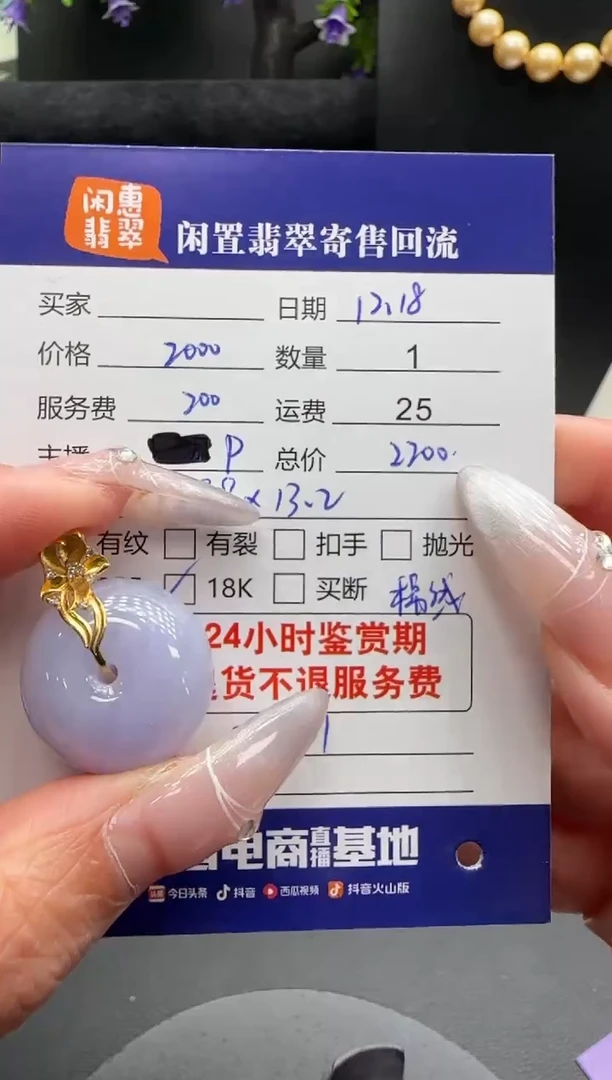 闲惠
翡翠
闲置翡翠寄售回流
买家 日期 12.18
价格 2000 数量 1
服务费 200 运费 25
主播 P 总价 2200.
x 13.2
有纹 有裂 扣手 抛光
18K 买断
24小时鉴赏期
货不退服务费
电商直播基地
头条 今日头条 抖音 西瓜视频 抖音火山版